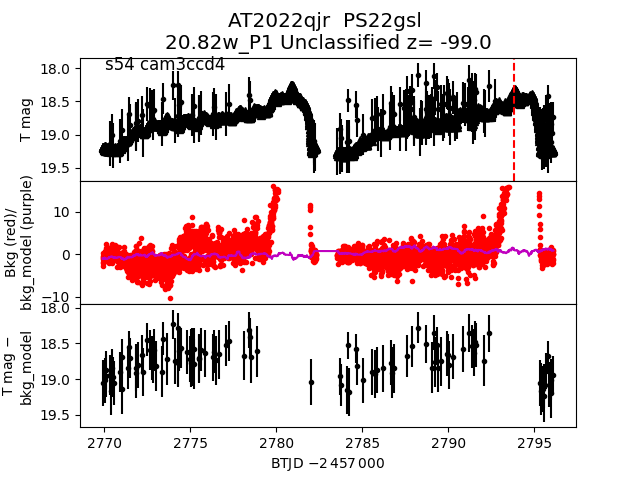 AT2022qjr PS22gsl
20.82w_P1 Unclassified z= -99.0
s54 cam3ccd4
T mag
18.0
18.5
19.0
19.5
Bkg (red)/
bkg_model (purple)
10
0
−10
T mag −
bkg_model
18.0
18.5
19.0
19.5
2770 2775 2780 2785 2790 2795
BTJD −2 457 000